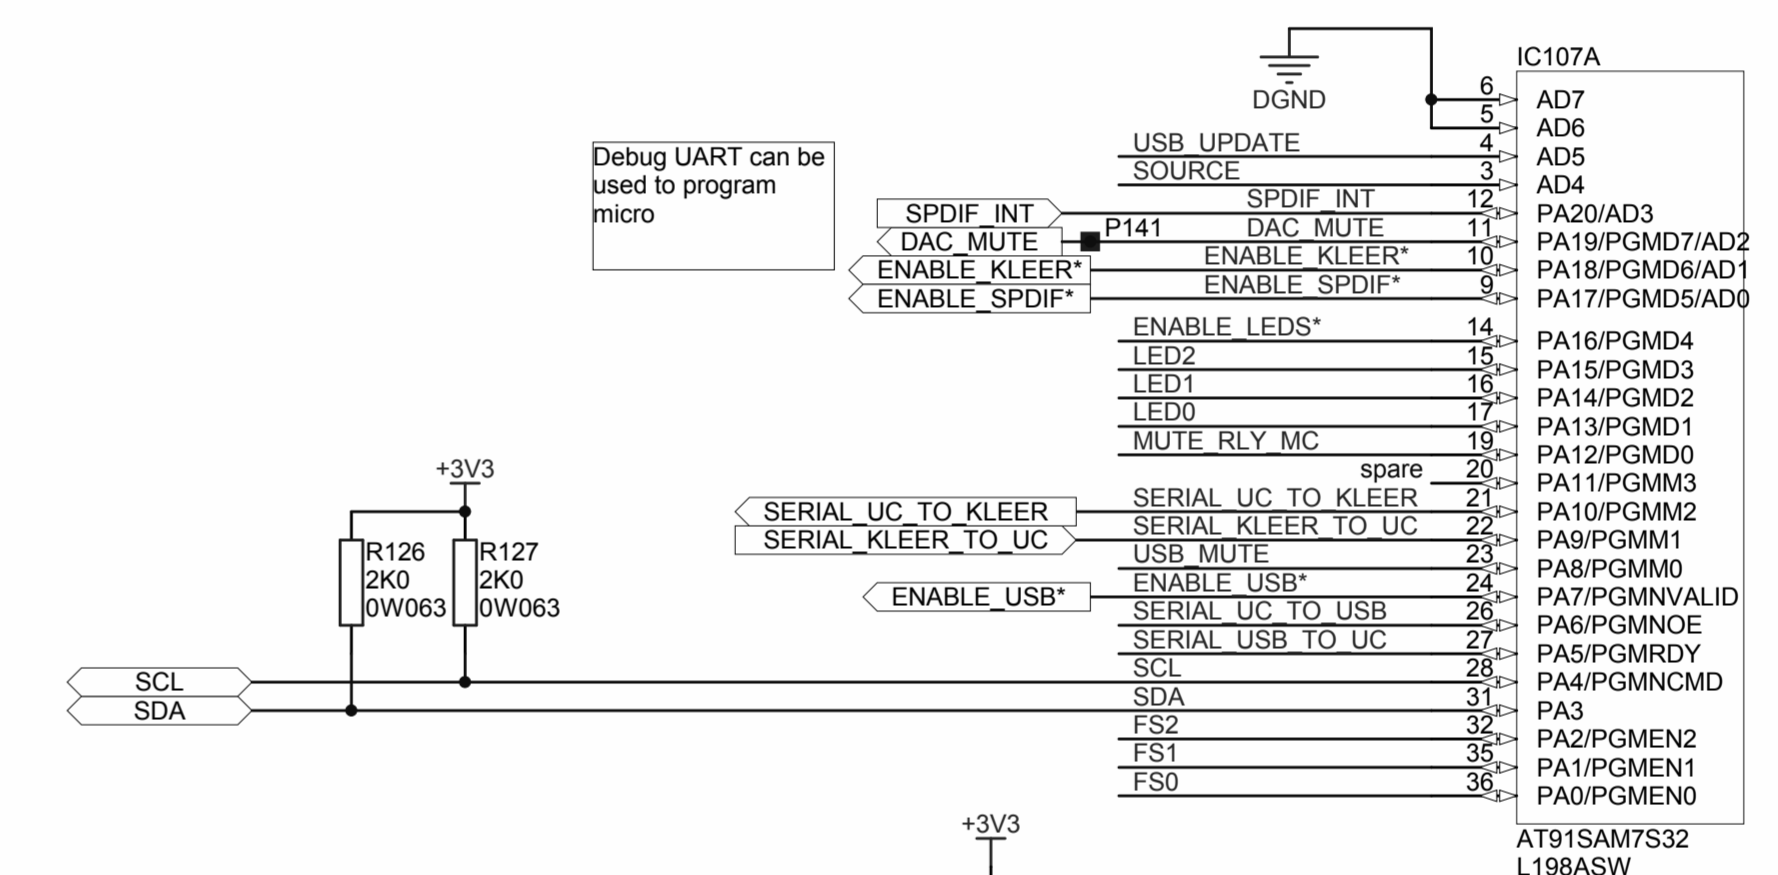 IC107A
6
AD7
DGND
5
AD6
Debug UART can be
used to program
micro
USB_UPDATE
4
AD5
SOURCE
3
AD4
SPDIF_INT
SPDIF_INT
12
PA20/AD3
DAC_MUTE
P141
DAC_MUTE
11
PA19/PGMD7/AD2
ENABLE_KLEER*
ENABLE_KLEER*
10
PA18/PGMD6/AD1
ENABLE_SPDIF*
ENABLE_SPDIF*
9
PA17/PGMD5/AD0
ENABLE_LEDS*
14
PA16/PGMD4
LED2
15
PA15/PGMD3
LED1
16
PA14/PGMD2
LED0
17
PA13/PGMD1
MUTE_RLY_MC
19
PA12/PGMD0
spare
20
PA11/PGMM3
SERIAL_UC_TO_KLEER
SERIAL_UC_TO_KLEER
21
PA10/PGMM2
SERIAL_KLEER_TO_UC
SERIAL_KLEER_TO_UC
22
PA9/PGMM1
USB_MUTE
23
PA8/PGMM0
ENABLE_USB*
ENABLE_USB*
24
PA7/PGMNVALID
SERIAL_UC_TO_USB
26
PA6/PGMNOE
SERIAL_USB_TO_UC
27
PA5/PGMRDY
+3V3
R126
2K0
0W063
R127
2K0
0W063
SCL
SCL
28
PA4/PGMNCMD
SDA
SDA
31
PA3
FS2
32
PA2/PGMEN2
FS1
35
PA1/PGMEN1
FS0
36
PA0/PGMEN0
+3V3
AT91SAM7S32
L198ASW